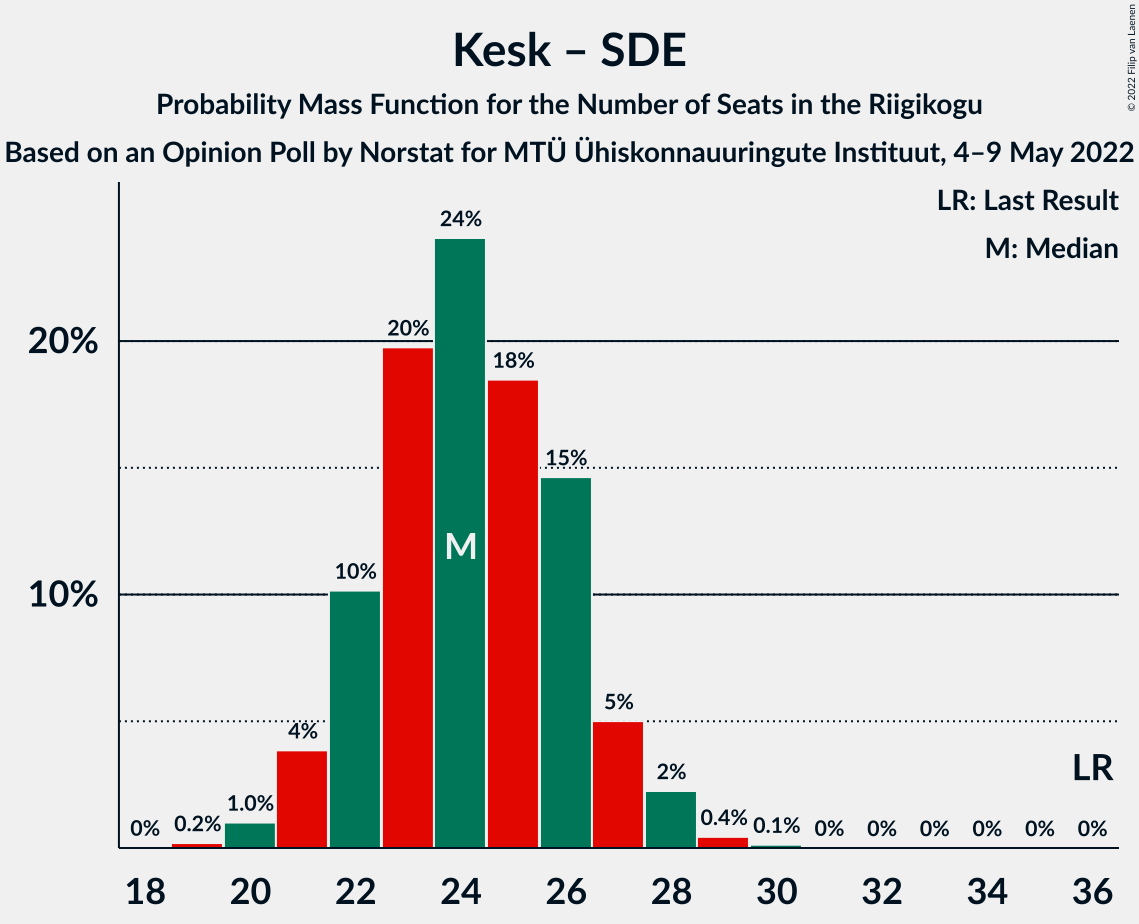 Kesk – SDE
Probability Mass Function for the Number of Seats in the Riigikogu
Based on an Opinion Poll by Norstat for MTÜ Ühiskonnauuringute Instituut, 4–9 May 2022
© 2022 Filip van Laenen
LR: Last Result
M: Median
24%
20%
20%
18%
15%
M
10%
10%
5%
4%
LR
2%
1.0%
0% 0.2% 0.4% 0.1% 0% 0% 0% 0% 0% 0%
18 20 22 24 26 28 30 32 34 36